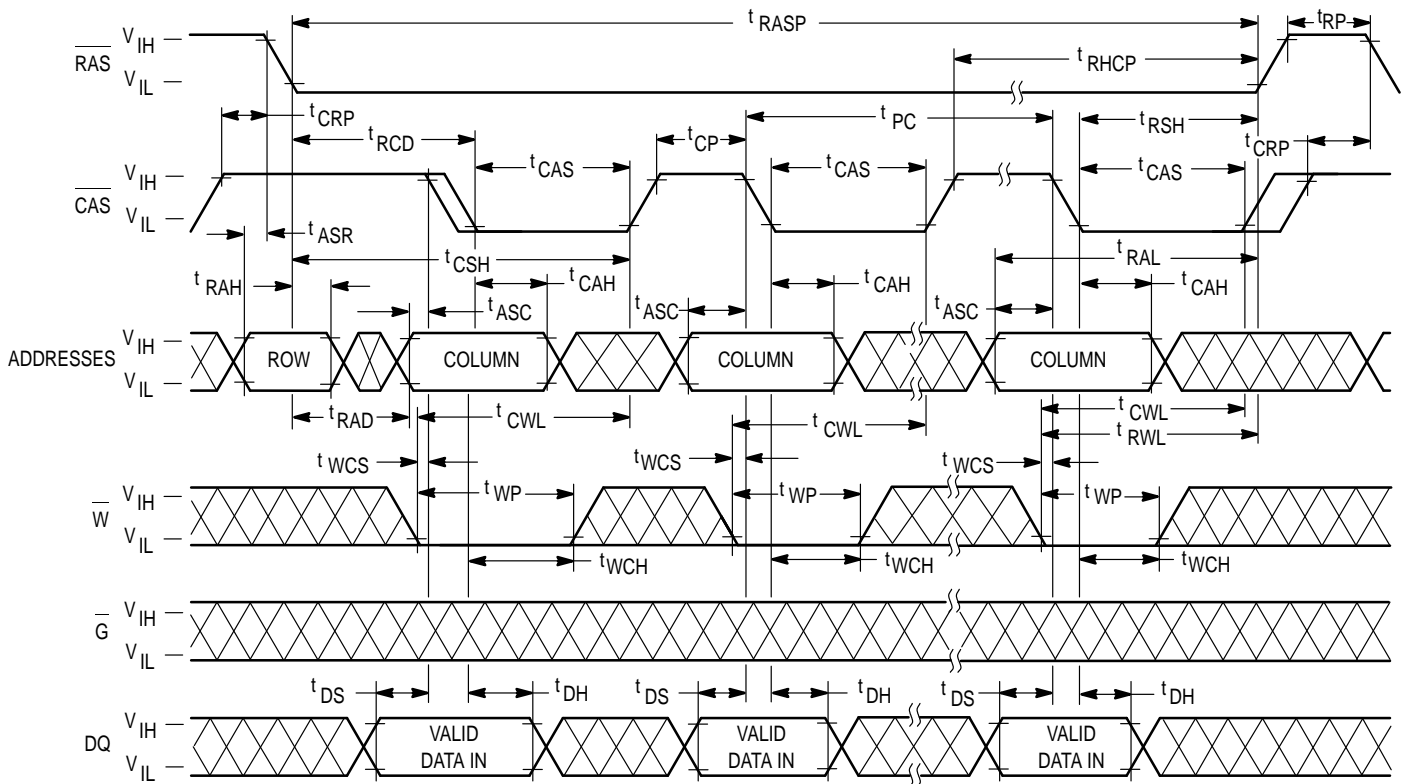 t RASP
t RP
V IH
RAS
V IL
t RHCP
t CRP
t RCD
t CP
t PC
t RSH
t CRP
t CAS
t CAS
t CAS
V IH
CAS
V IL
t ASR
t CSH
t RAL
t RAH
t CAH
t CAH
t CAH
t ASC
t ASC
t ASC
V IH
ADDRESSES
V IL
ROW
COLUMN
COLUMN
COLUMN
t RAD
t CWL
t CWL
t CWL
t RWL
t WCS
t WCS
t WCS
t WP
t WP
t WP
V IH
W
V IL
t WCH
t WCH
t WCH
V IH
G
V IL
t DS
t DH
t DS
t DH
t DS
t DH
V IH
DQ
V IL
VALID
DATA IN
VALID
DATA IN
VALID
DATA IN